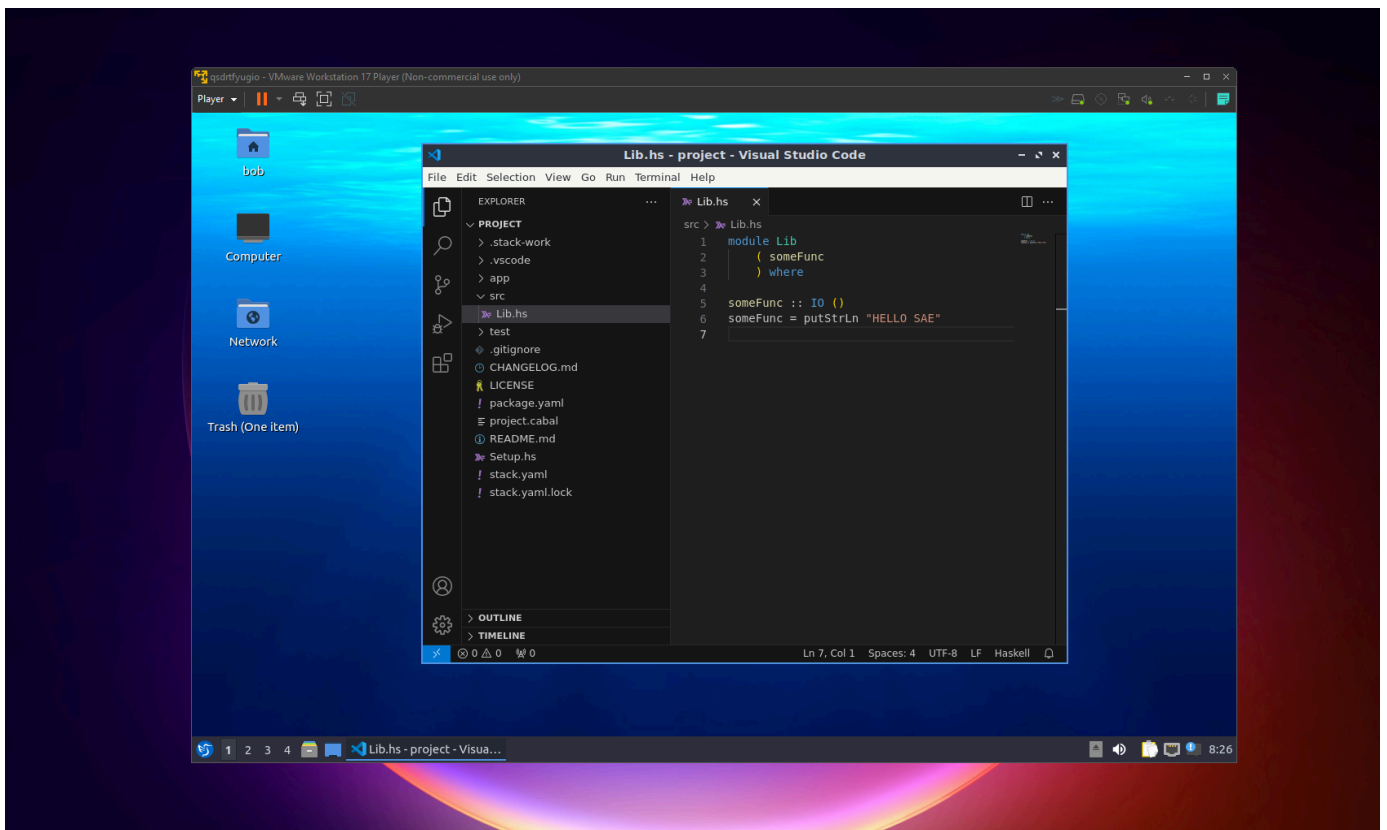 qsdrtfyugio - VMware Workstation 17 Player (Non-commercial use only)
Player
bob
Computer
Network
Trash (One item)
Lib.hs - project - Visual Studio Code
File Edit Selection View Go Run Terminal Help
EXPLORER
PROJECT
.stack-work
.vscode
app
src
Lib.hs
test
.gitignore
CHANGELOG.md
LICENSE
package.yaml
project.cabal
README.md
Setup.hs
stack.yaml
stack.yaml.lock
OUTLINE
TIMELINE
Lib.hs
src > Lib.hs
1 module Lib
2 ( someFunc
3 ) where
4
5 someFunc :: IO ()
6 someFunc = putStrLn "HELLO SAE"
7
0 0 0
Ln 7, Col 1 Spaces: 4 UTF-8 LF Haskell
1 2 3 4 Lib.hs - project - Visua...
8:26